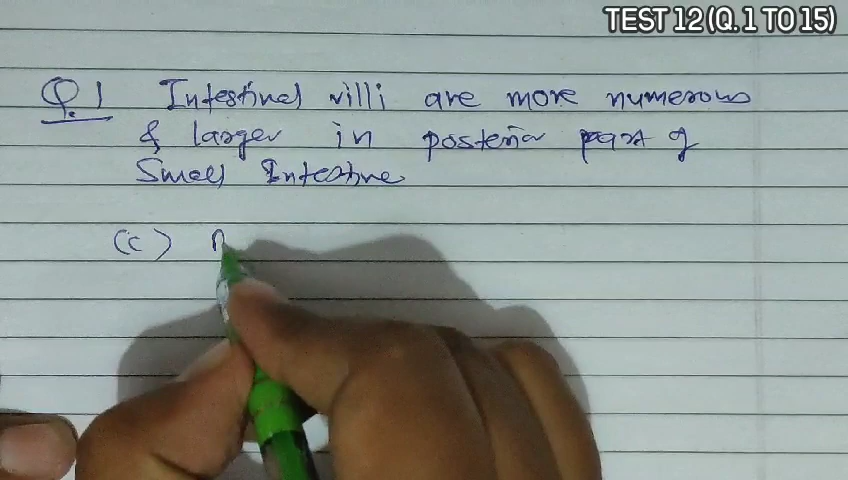 TEST 12 (Q. 1 TO 15)
Q.1 Intestinal villi are more numerous
& larger in posterior part of
Small Intestine
(c) n